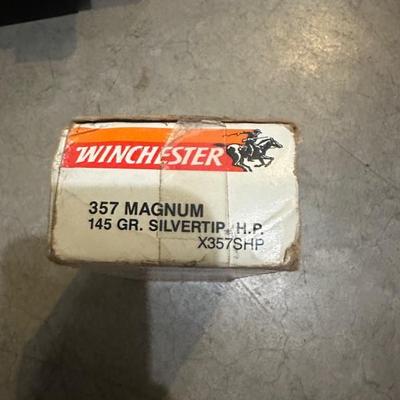 WINCHESTER
357 MAGNUM
145 GR. SILVERTIP H.P.
X357SHP